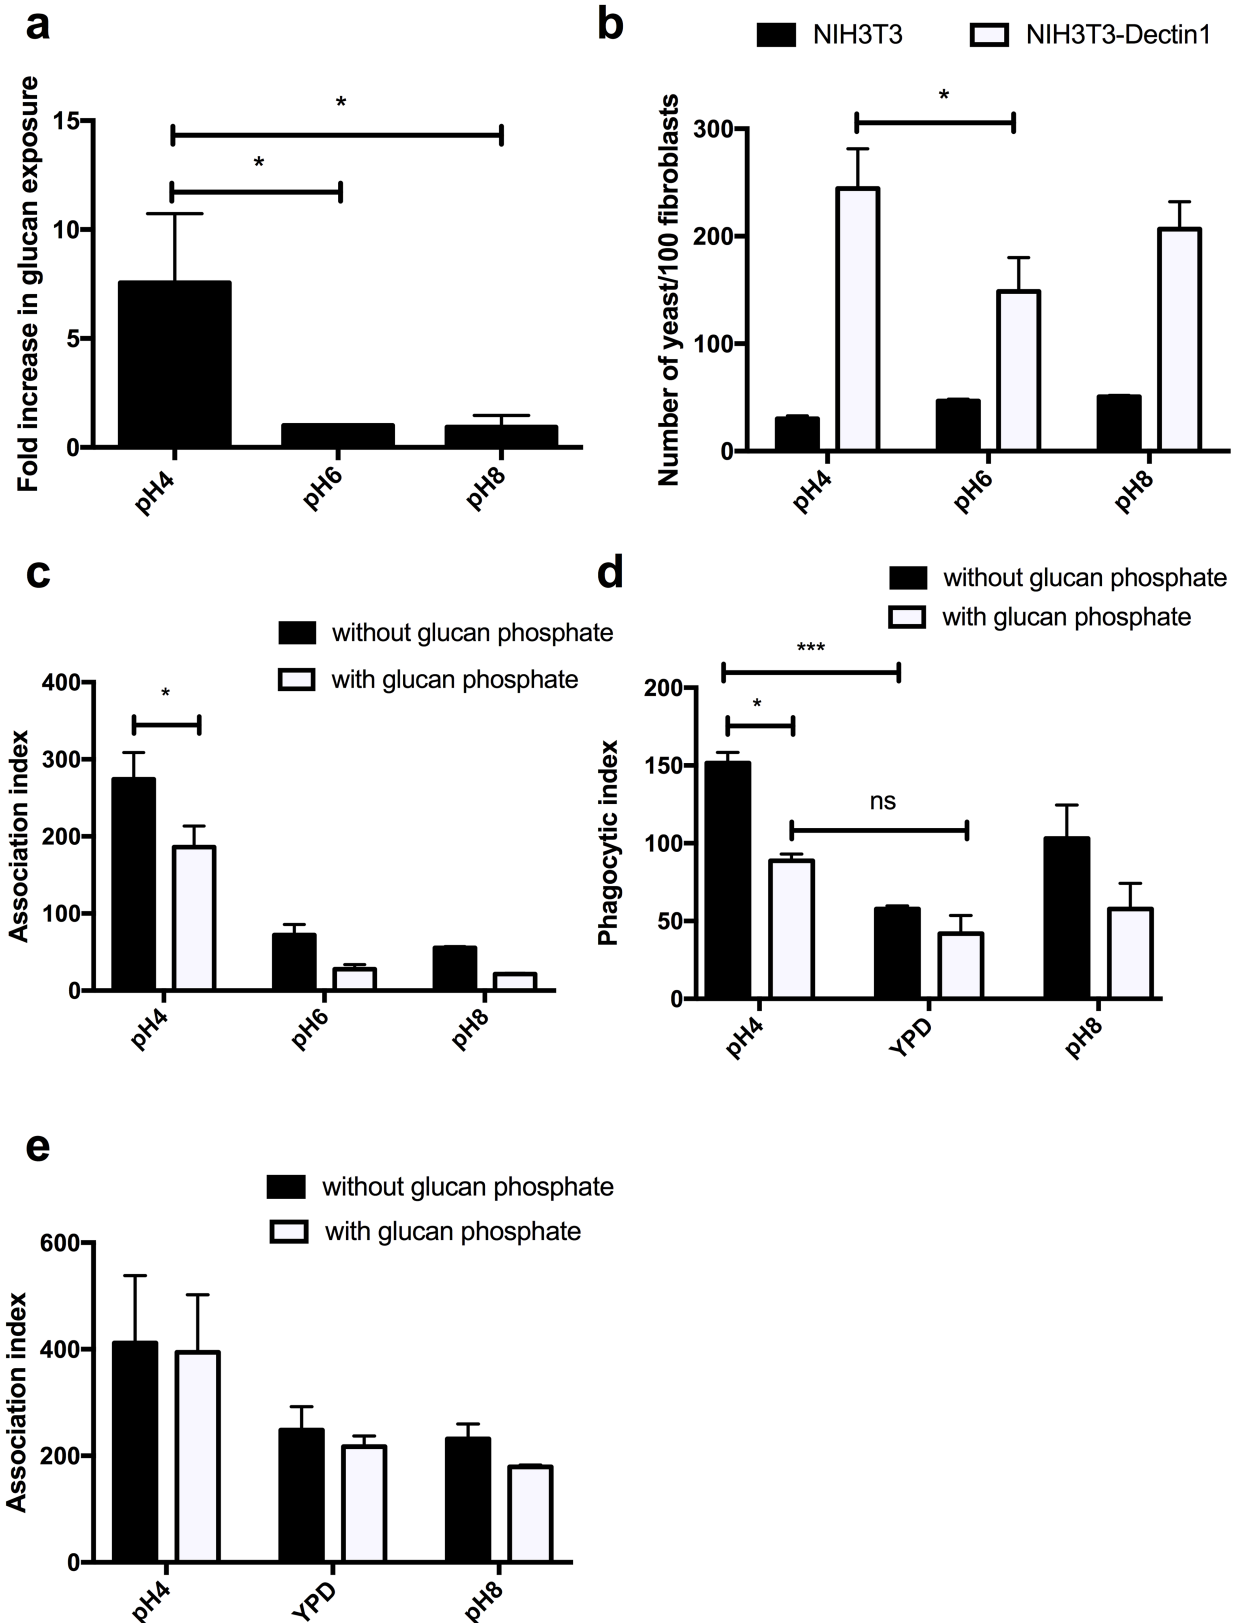 a
Fold increase in glucan exposure
15
10
5
0
*
*
pH4
pH6
pH8
b
NIH3T3
NIH3T3-Dectin1
Number of yeast/100 fibroblasts
300
200
100
0
*
pH4
pH6
pH8
c
without glucan phosphate
with glucan phosphate
Association index
400
300
200
100
0
*
pH4
pH6
pH8
d
without glucan phosphate
with glucan phosphate
Phagocytic index
200
150
100
50
0
***
*
ns
pH4
YPD
pH8
e
without glucan phosphate
with glucan phosphate
Association index
600
400
200
0
pH4
YPD
pH8